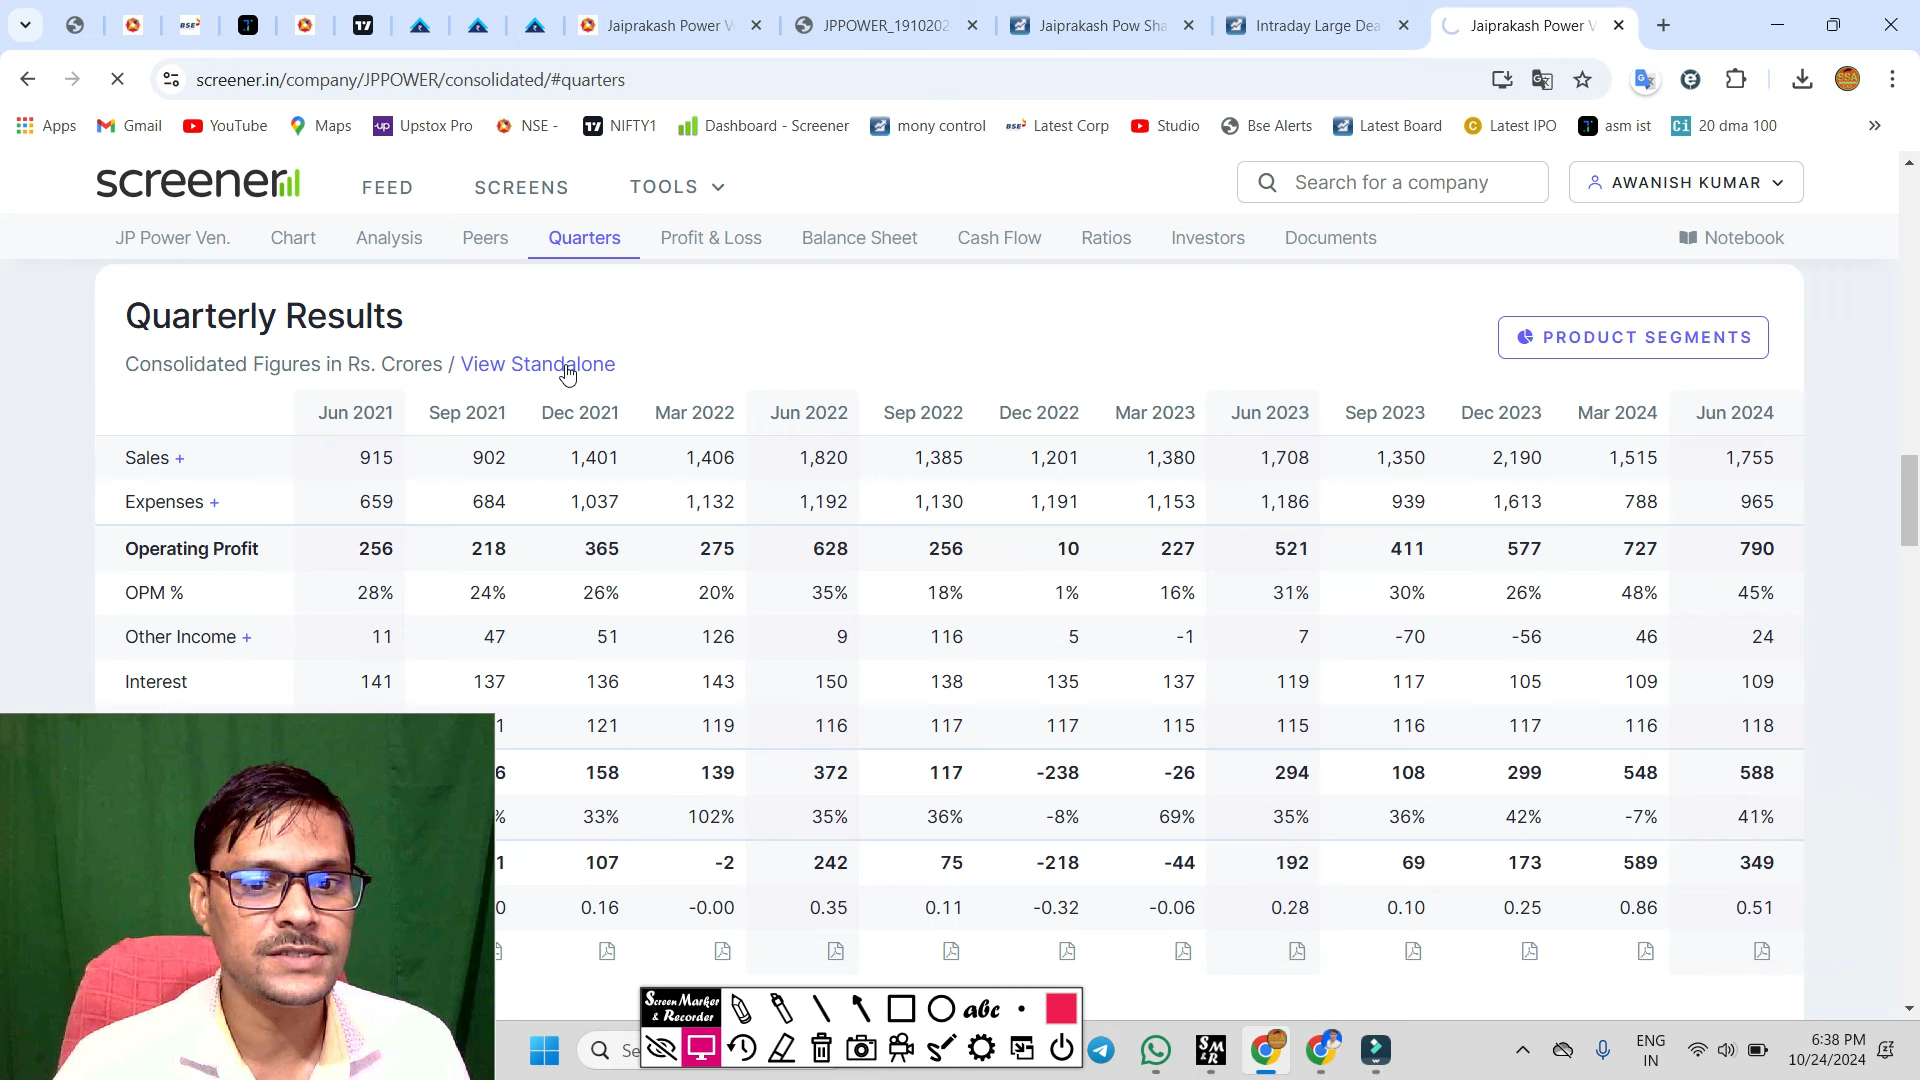 Jaiprakash Power V
JPPOWER_1910202
Jaiprakash Pow Sha
Intraday Large Dea
Jaiprakash Power V
screener.in/company/JPPOWER/consolidated/#quarters
Apps Gmail YouTube Maps up Upstox Pro NSE - NIFTY1 Dashboard - Screener mony control BSE Latest Corp Studio Bse Alerts Latest Board Latest IPO asm ist Ci 20 dma 100 »
screener
FEED SCREENS TOOLS
Search for a company
AWANISH KUMAR
JP Power Ven. Chart Analysis Peers Quarters Profit & Loss Balance Sheet Cash Flow Ratios Investors Documents Notebook
Quarterly Results
PRODUCT SEGMENTS
Consolidated Figures in Rs. Crores / View Standalone
Jun 2021 Sep 2021 Dec 2021 Mar 2022 Jun 2022 Sep 2022 Dec 2022 Mar 2023 Jun 2023 Sep 2023 Dec 2023 Mar 2024 Jun 2024
Sales + 915 902 1,401 1,406 1,820 1,385 1,201 1,380 1,708 1,350 2,190 1,515 1,755
Expenses + 659 684 1,037 1,132 1,192 1,130 1,191 1,153 1,186 939 1,613 788 965
Operating Profit 256 218 365 275 628 256 10 227 521 411 577 727 790
OPM % 28% 24% 26% 20% 35% 18% 1% 16% 31% 30% 26% 48% 45%
Other Income + 11 47 51 126 9 116 5 -1 7 -70 -56 46 24
Interest 141 137 136 143 150 138 135 137 119 117 105 109 109
1 121 119 116 117 117 115 115 116 117 116 118
6 158 139 372 117 -238 -26 294 108 299 548 588
% 33% 102% 35% 36% -8% 69% 35% 36% 42% -7% 41%
1 107 -2 242 75 -218 -44 192 69 173 589 349
0 0.16 -0.00 0.35 0.11 -0.32 -0.06 0.28 0.10 0.25 0.86 0.51
Screen Marker
& Recorder
abc
Se
ENG
IN
6:38 PM
10/24/2024